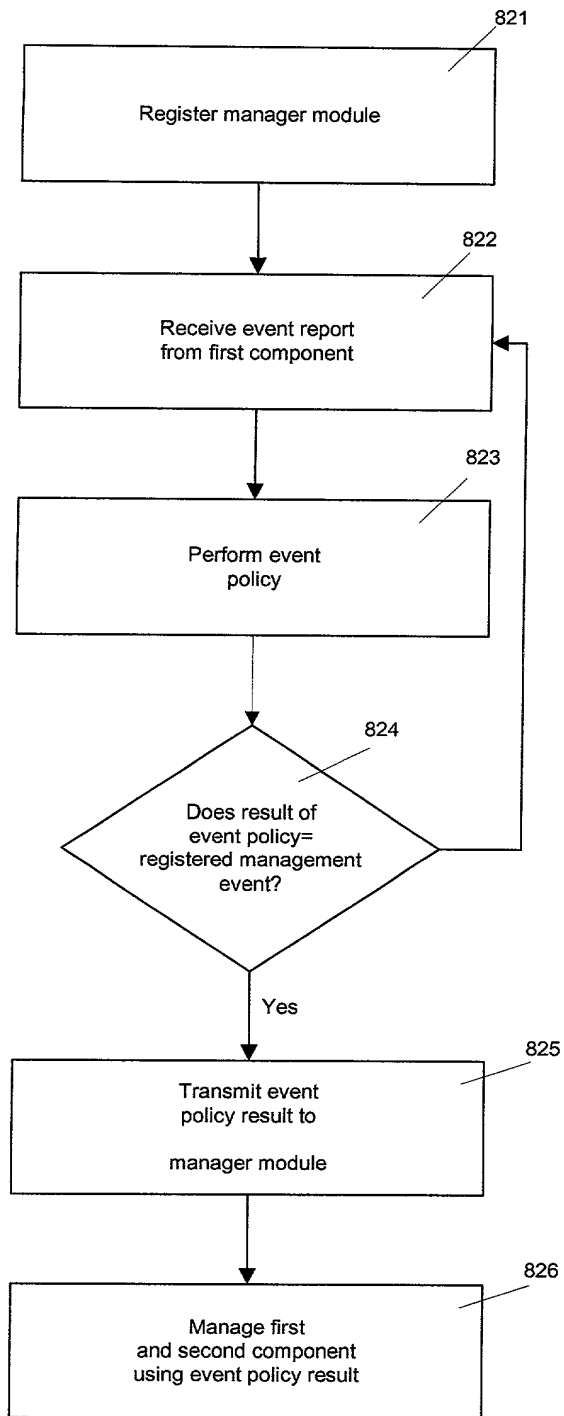 821
Register manager module
822
Receive event report
from first component
823
Perform event
policy
824
Does result of
event policy=
registered management
event?
Yes
825
Transmit event
policy result to
manager module
826
Manage first
and second component
using event policy result